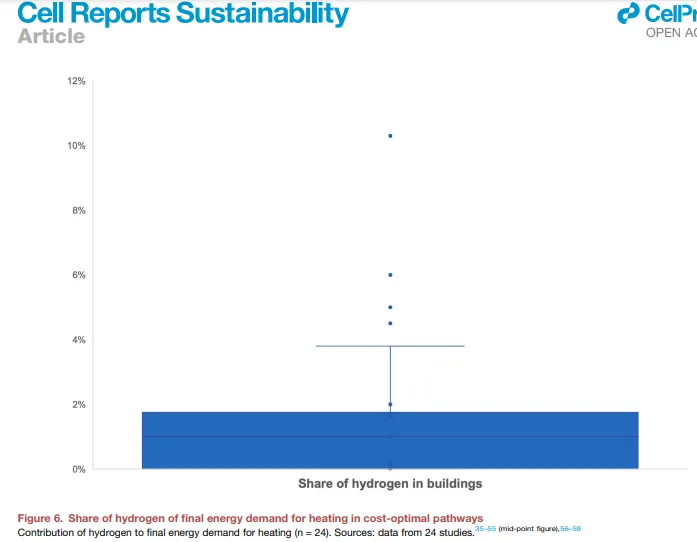 Cell Reports Sustainability
Article
CellPr
OPEN AC
12%
10%
8%
6%
4%
2%
0%
Share of hydrogen in buildings
Figure 6. Share of hydrogen of final energy demand for heating in cost-optimal pathways
Contribution of hydrogen to final energy demand for heating (n = 24). Sources: data from 24 studies.35–55 (mid-point figure),56–59